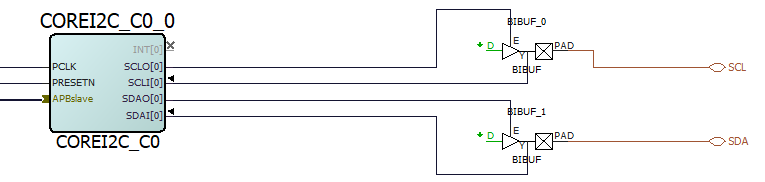 COREI2C_C0_0
INT[0]
PCLK
SCLO[0]
PRESETN
SCLI[0]
APBslave
SDAO[0]
SDAI[0]
COREI2C_C0
BIBUF_0
E
D
Y
PAD
BIBUF
SCL
BIBUF_1
E
D
Y
PAD
BIBUF
SDA